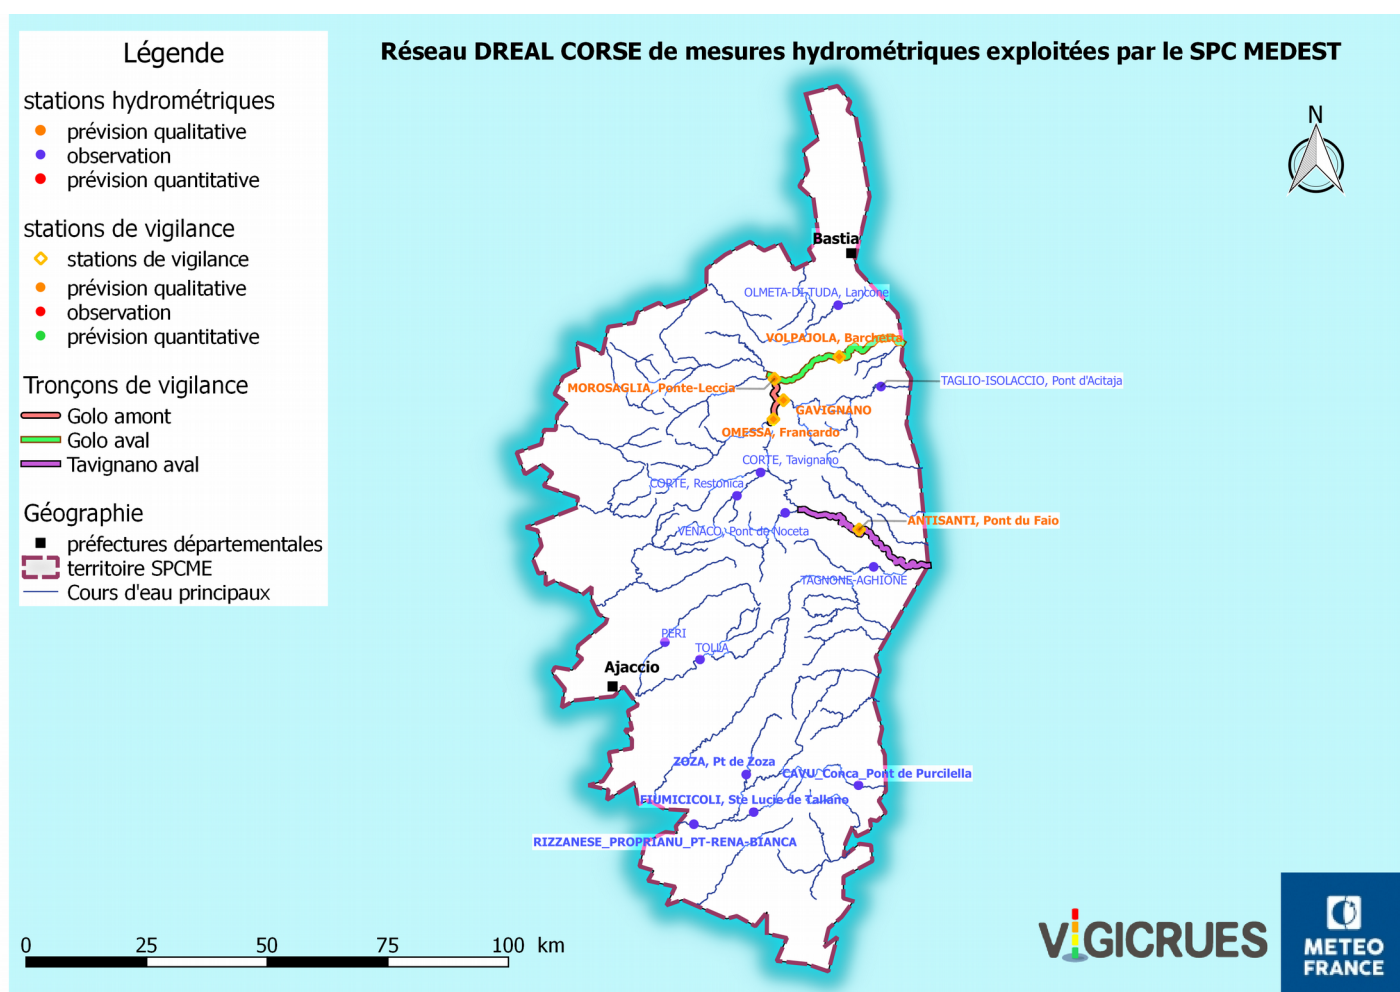 Réseau DREAL CORSE de mesures hydrométriques exploitées par le SPC MEDEST
Légende
stations hydrométriques
prévision qualitative
observation
prévision quantitative
stations de vigilance
stations de vigilance
prévision qualitative
observation
prévision quantitative
Tronçons de vigilance
Golo amont
Golo aval
Tavignano aval
Géographie
préfectures départementales
territoire SPCME
Cours d'eau principaux
N
Bastia
OLMETA-DI-TUDA, Lancone
VOLPAJOLA, Barchetta
MOROSAGLIA, Ponte-Leccia
TAGLIO-ISOLACCIO, Pont d'Acitaja
GAVIGNANO
OMESSA, Francardo
CORTE, Tavignano
CORTE, Restonica
ANTISANTI, Pont du Faio
VENACO, Pont de Noceta
TAGNONE-AGHIONE
PERI
TOLLA
Ajaccio
ZOZA, Pt de Zoza
CAVU_Conca_Pont de Purcilella
FIUMICICOLI, Ste Lucie de Tallano
RIZZANESE_PROPRIANU_PT-RENA-BIANCA
0 25 50 75 100 km
VIGICRUES
METEO
FRANCE